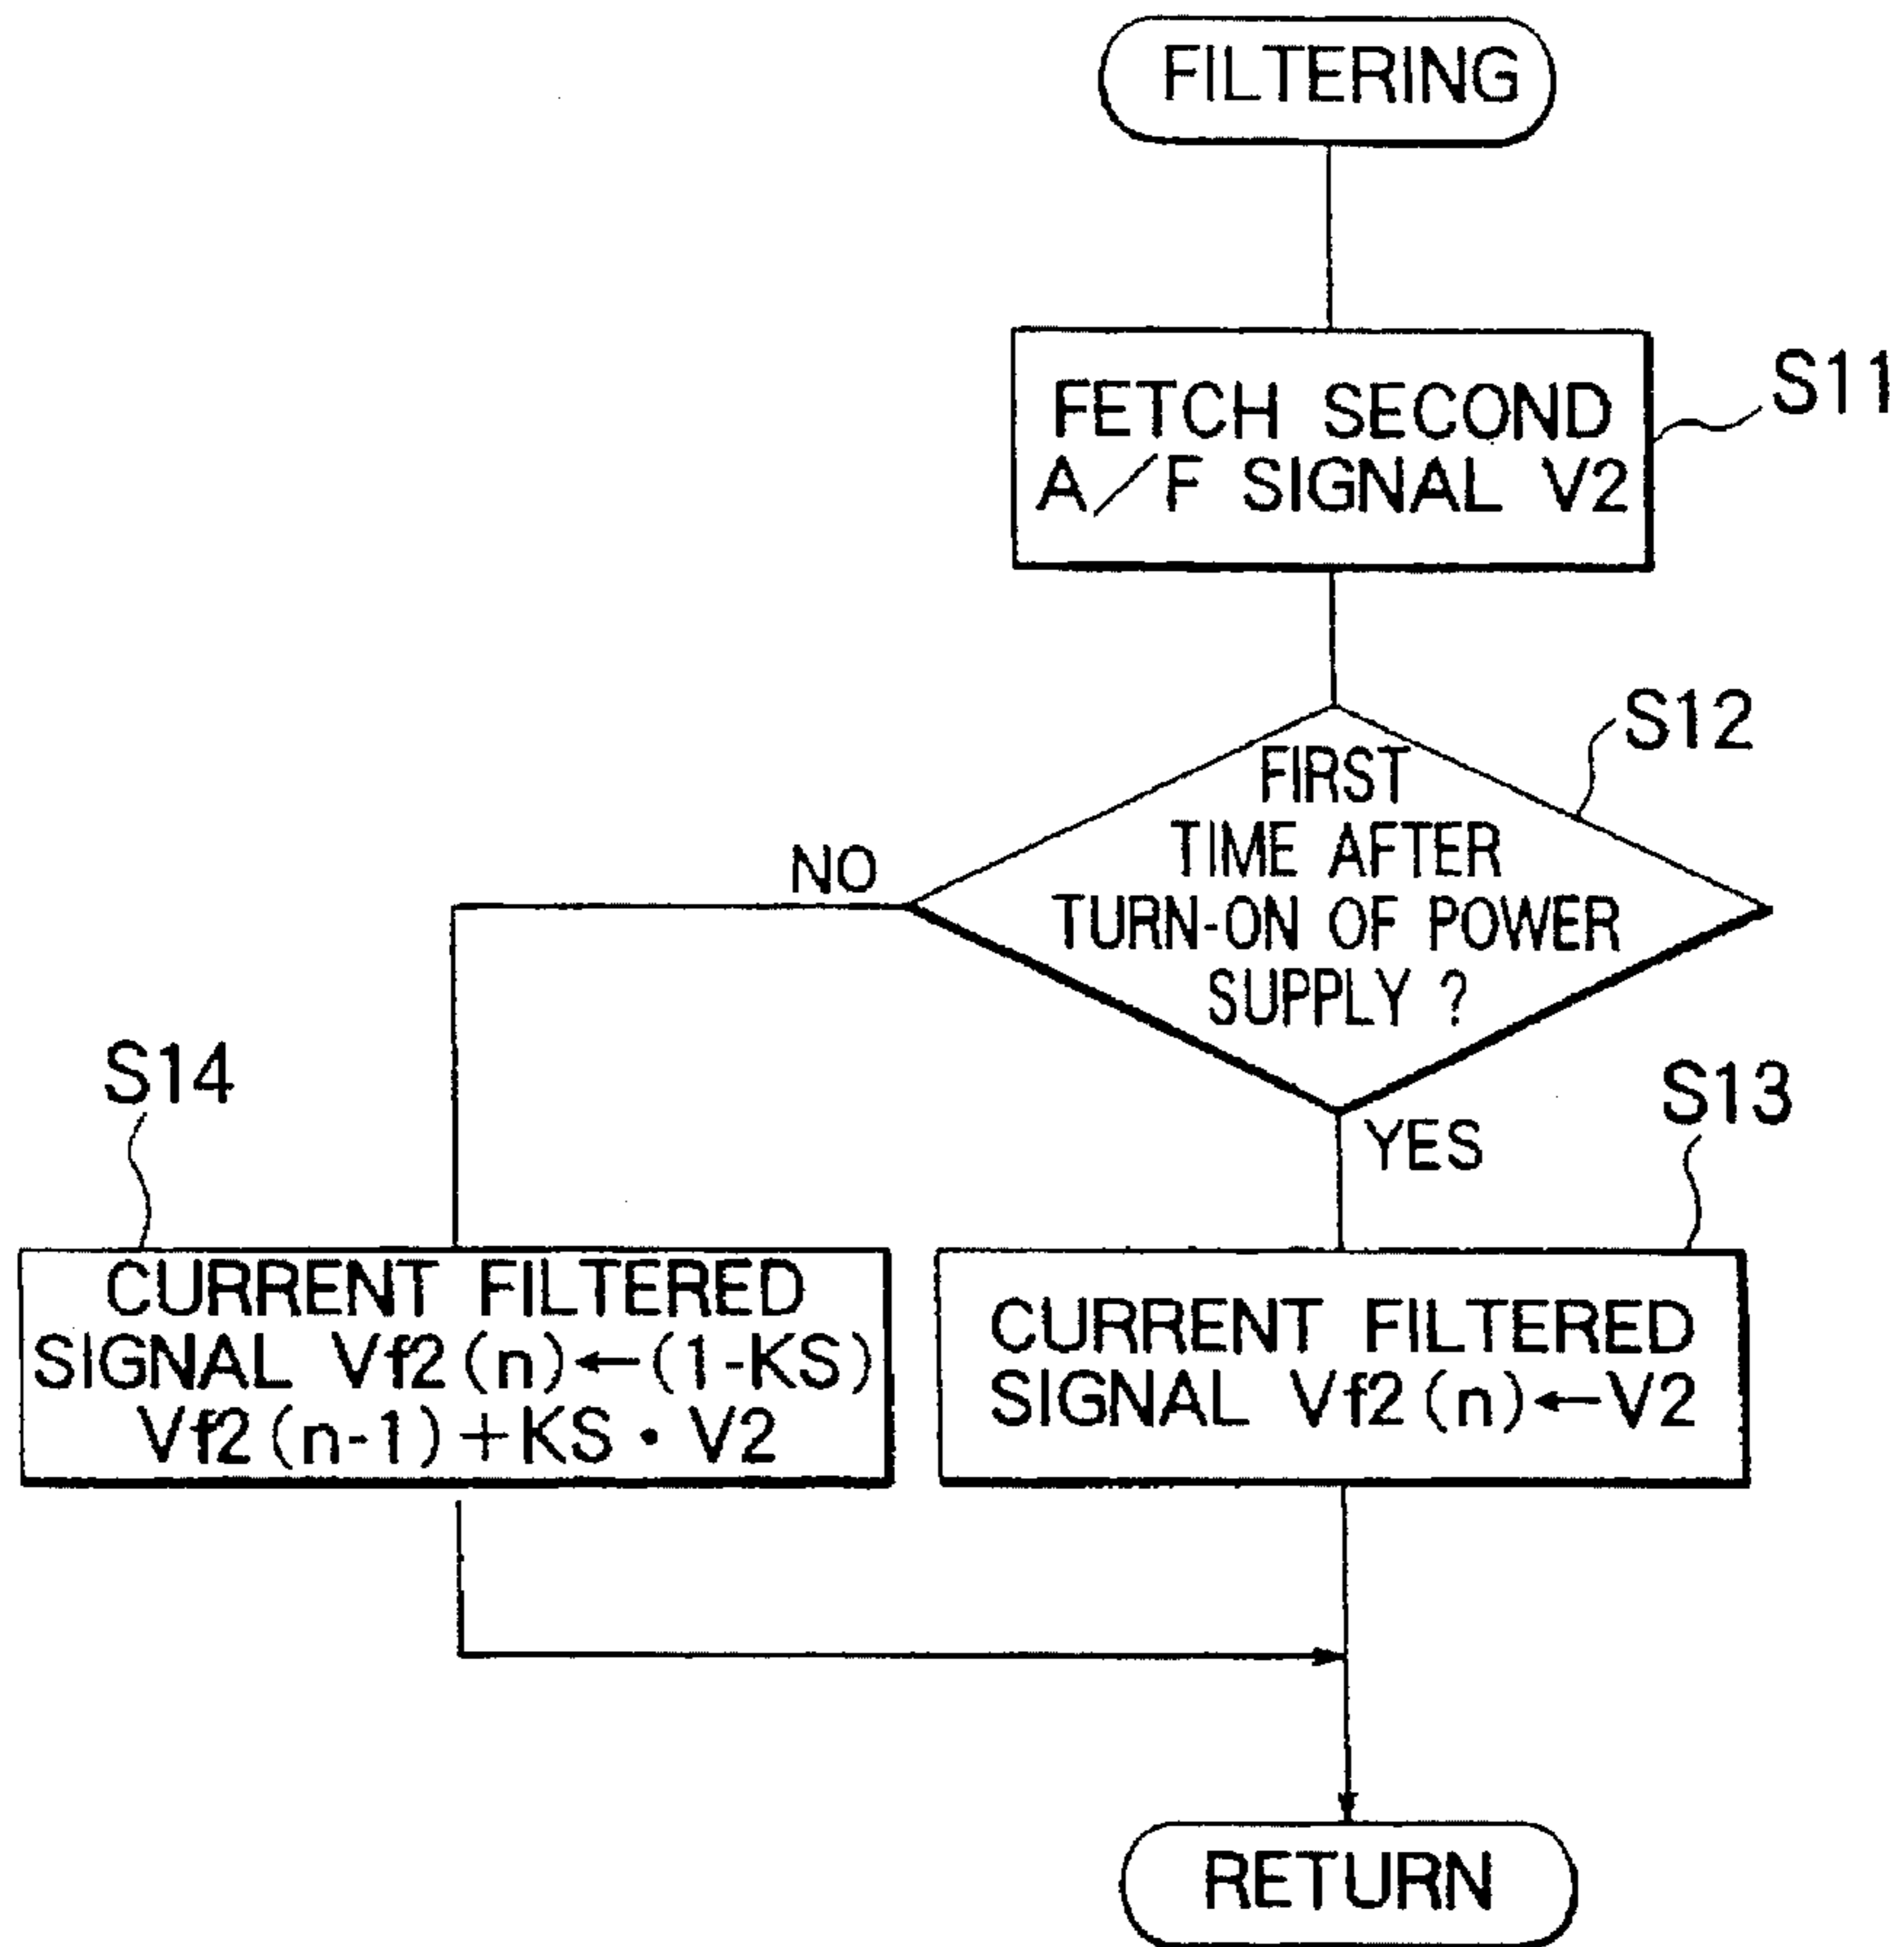 FILTERING
FETCH SECOND
A/F SIGNAL V2
S11
S12
FIRST
TIME AFTER
TURN-ON OF POWER
SUPPLY ?
NO
YES
S14
S13
CURRENT FILTERED
SIGNAL Vf2(n)←(1-KS)
Vf2(n-1)+KS・V2
CURRENT FILTERED
SIGNAL Vf2(n)←V2
RETURN